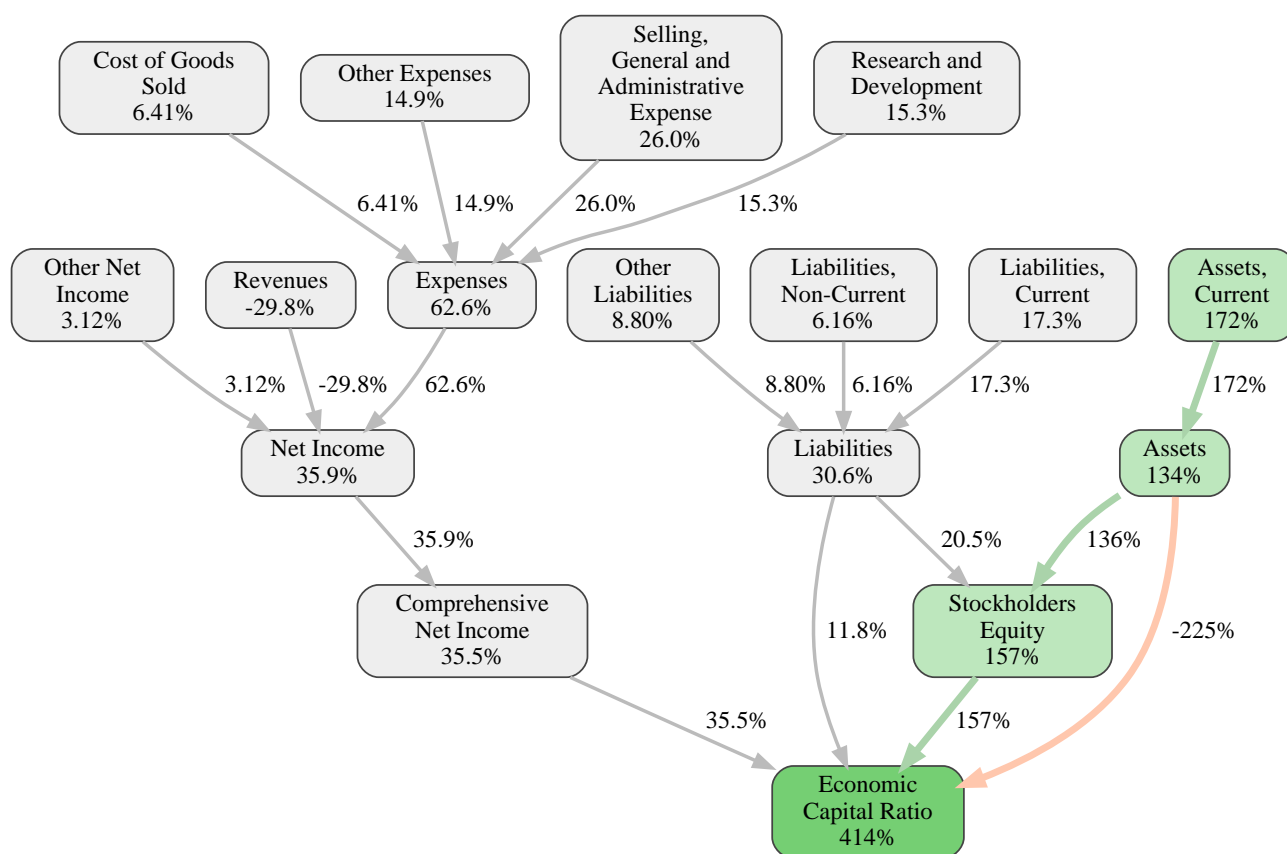 Cost of Goods
Sold
6.41%
Other Expenses
14.9%
Selling,
General and
Administrative
Expense
26.0%
Research and
Development
15.3%
6.41%
14.9%
26.0%
15.3%
Other Net
Income
3.12%
Revenues
-29.8%
Expenses
62.6%
Other
Liabilities
8.80%
Liabilities,
Non-Current
6.16%
Liabilities,
Current
17.3%
Assets,
Current
172%
3.12%
-29.8%
62.6%
8.80%
6.16%
17.3%
172%
Net Income
35.9%
Liabilities
30.6%
Assets
134%
35.9%
20.5%
136%
Comprehensive
Net Income
35.5%
11.8%
Stockholders
Equity
157%
-225%
35.5%
157%
Economic
Capital Ratio
414%